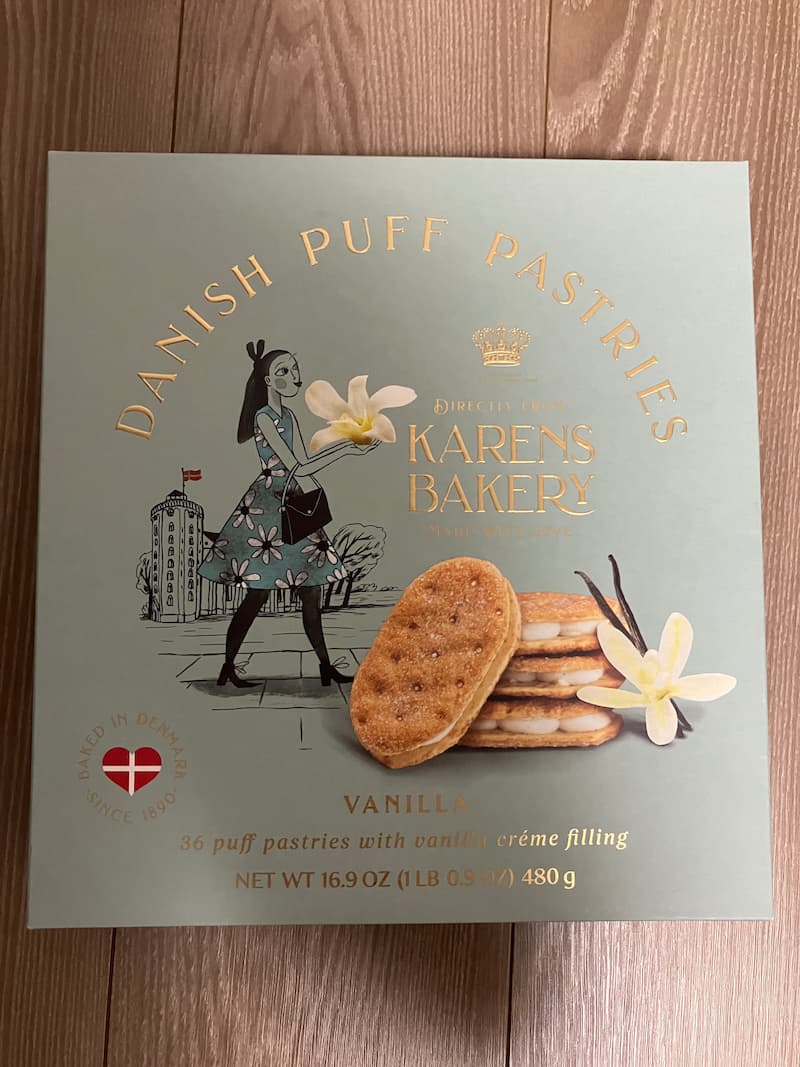 DANISH PUFF PASTRIES
DIRECTLY FROM
KARENS
BAKERY
MADE WITH LOVE
BAKED IN DENMARK
·SINCE 1890·
VANILLA
36 puff pastries with vanilla créme filling
NET WT 16.9 OZ (1 LB 0.9 OZ) 480 g